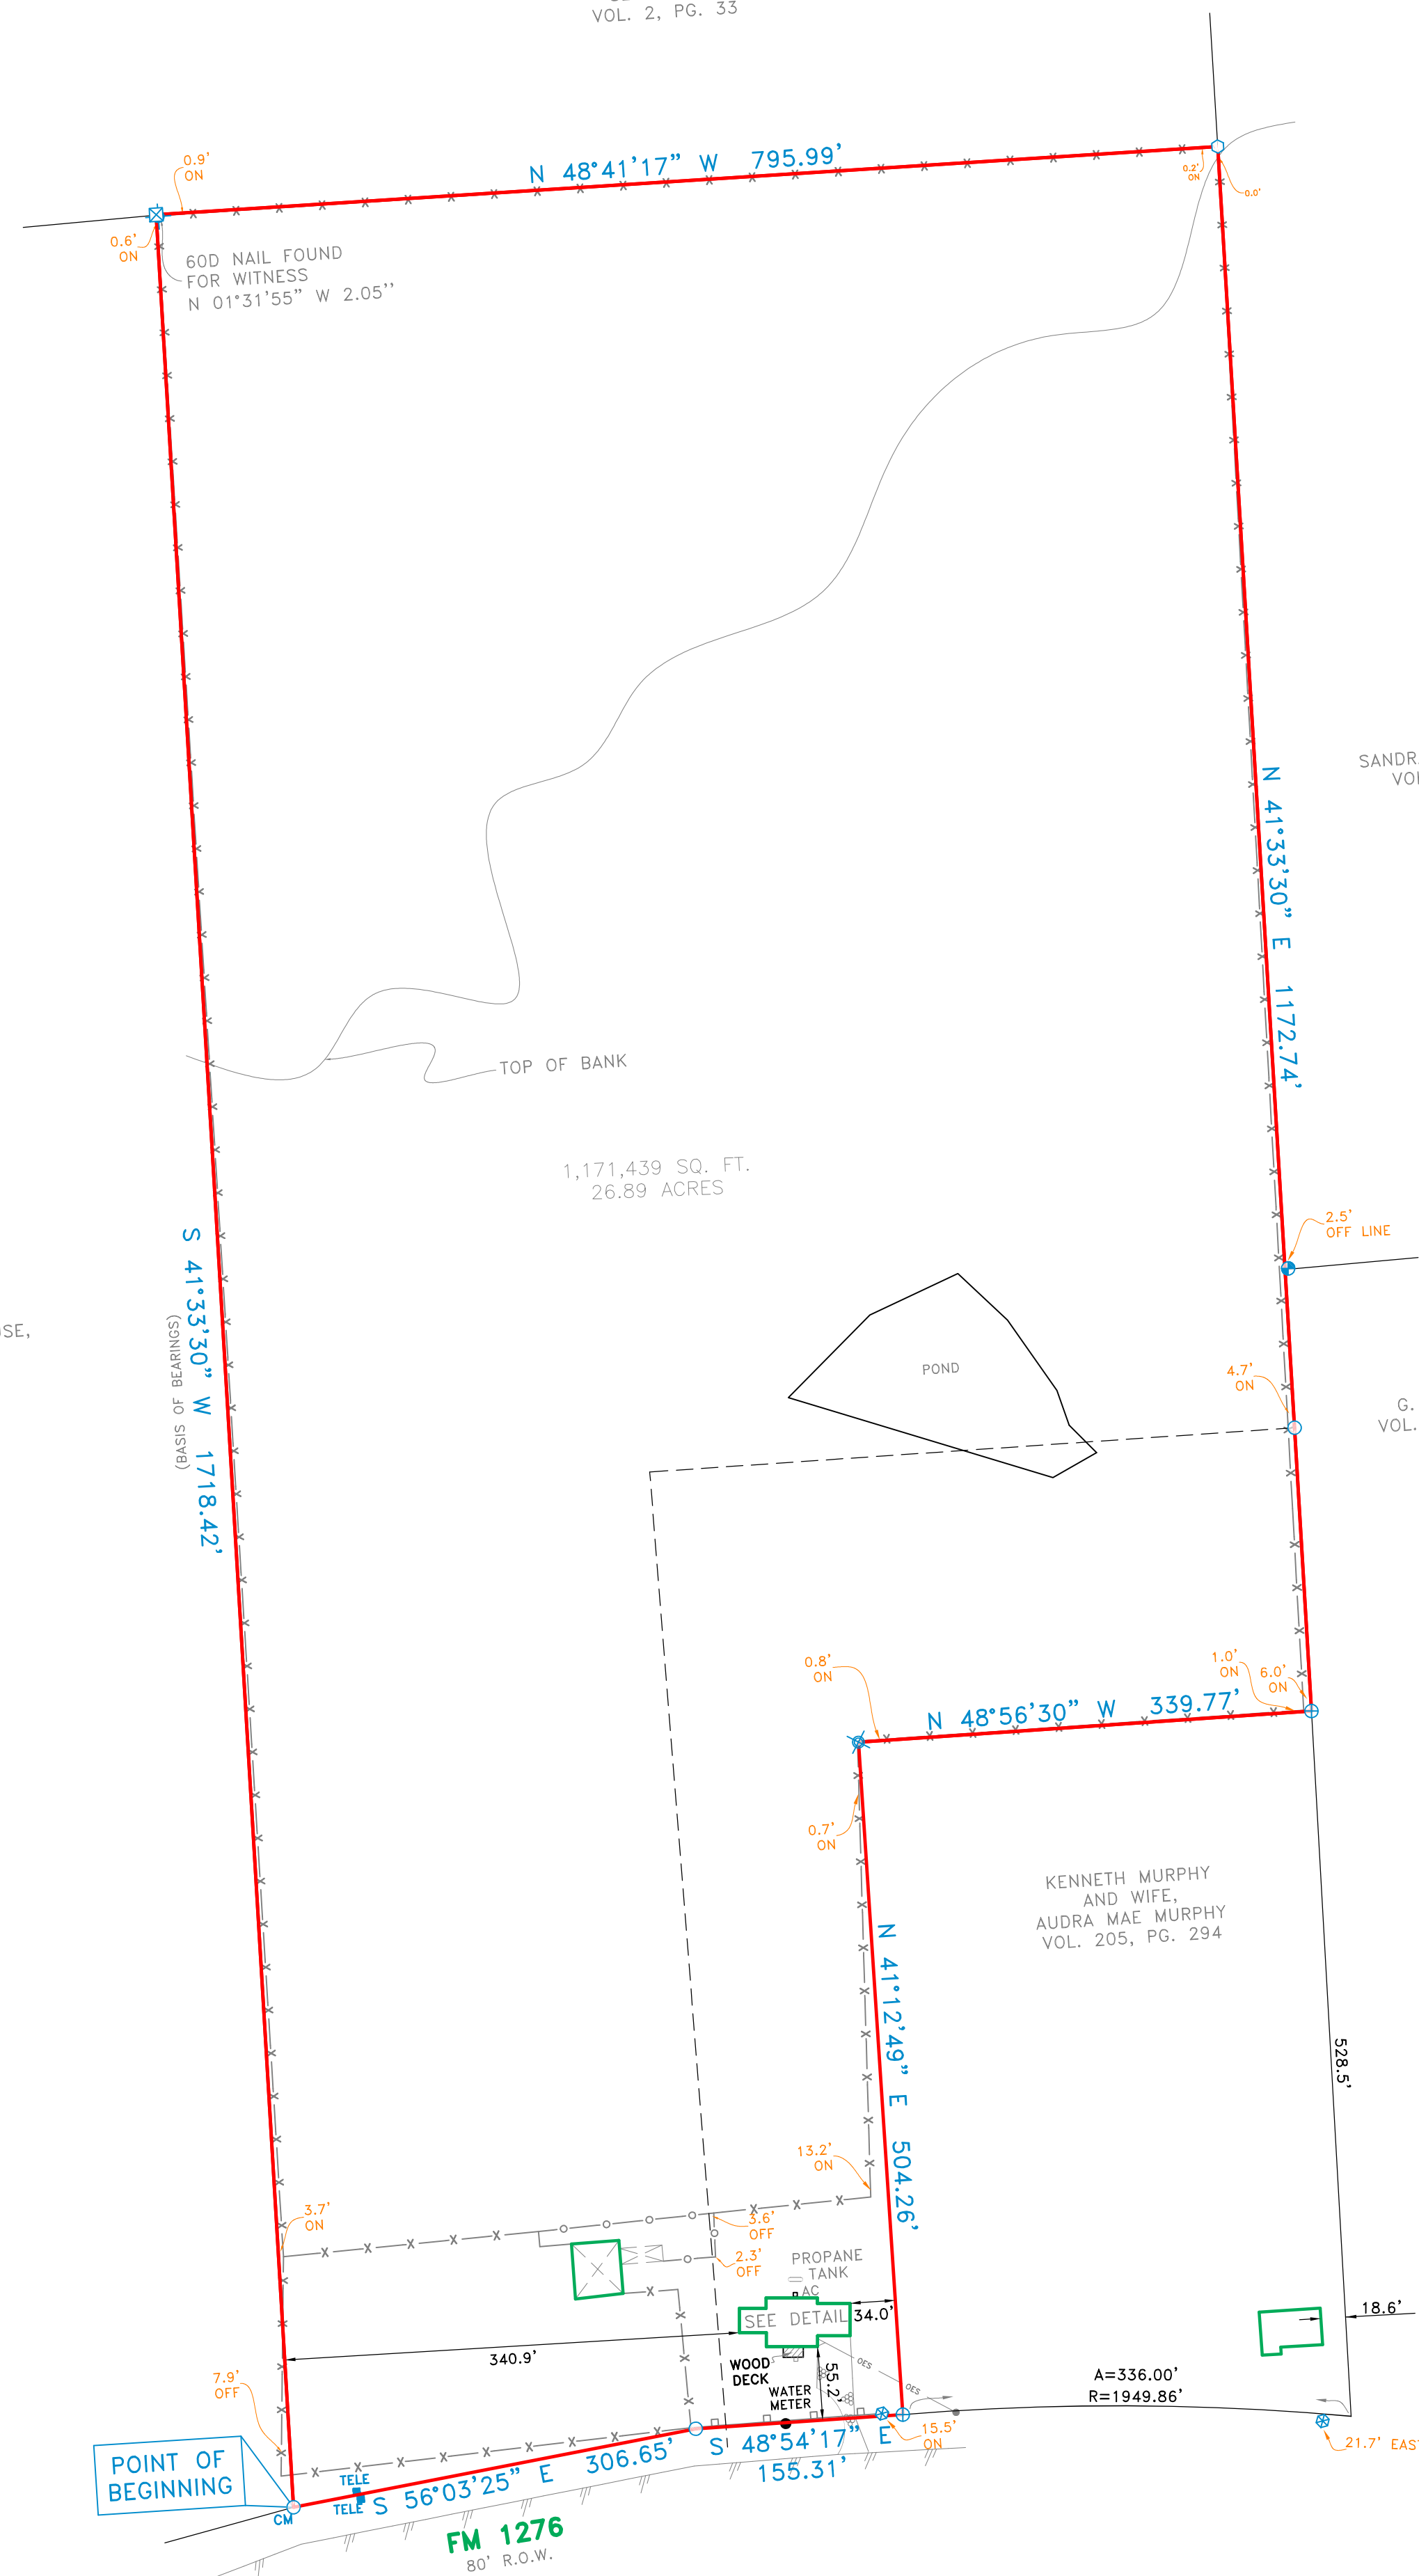 VOL. 2, PG. 33
N 48°41'17" W 795.99'
0.9'
ON
0.2'
ON
0.0'
0.6'
ON
60D NAIL FOUND
FOR WITNESS
N 01°31'55" W 2.05''
SANDR
N 41°33'30" E 1172.74'
TOP OF BANK
1,171,439 SQ. FT.
26.89 ACRES
2.5'
OFF LINE
S 41°33'30" W 1718.42'
(BASIS OF BEARINGS)
SE,
POND
4.7'
ON
G.
VOL.
0.8'
ON
1.0'
ON
6.0'
ON
N 48°56'30" W 339.77'
0.7'
ON
KENNETH MURPHY
AND WIFE,
AUDRA MAE MURPHY
VOL. 205, PG. 294
N 41°12'49" E 504.26'
528.5'
13.2'
ON
3.7'
ON
3.6'
OFF
2.3'
OFF
PROPANE
TANK
AC
SEE DETAIL
34.0'
18.6'
340.9'
WOOD
DECK
55.2'
OES
OES
WATER
METER
A=336.00'
R=1949.86'
7.9'
OFF
15.5'
ON
21.7' EAS
POINT OF
BEGINNING
CM
TELE
TELE
S 56°03'25" E 306.65'
S 48°54'17" E
155.31'
FM 1276
80' R.O.W.